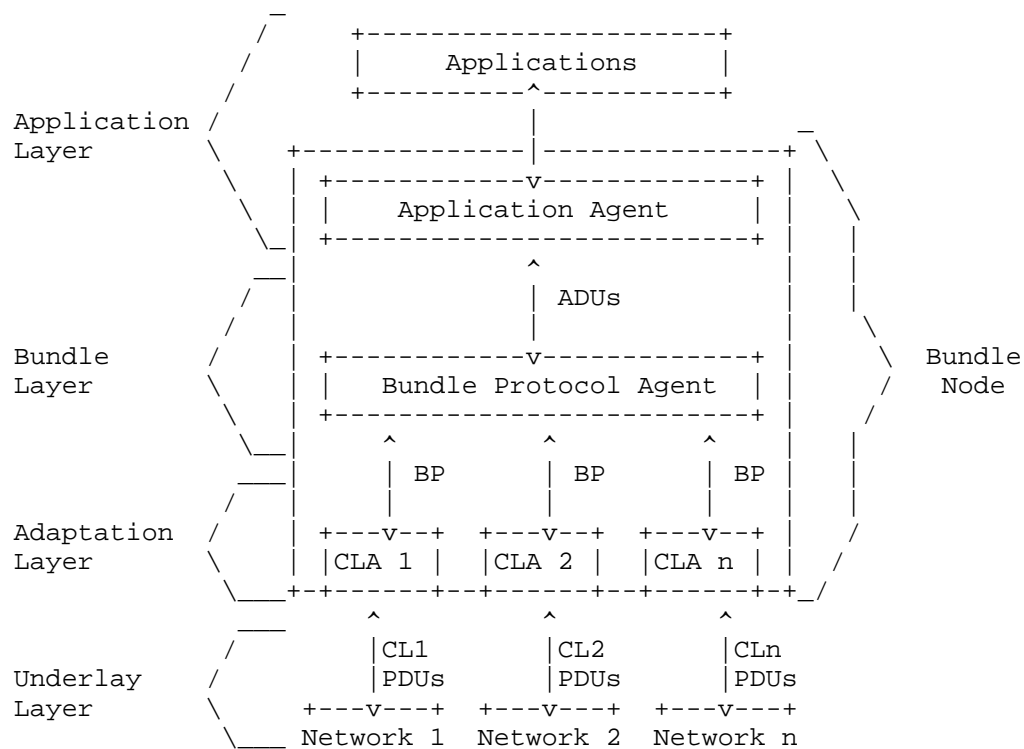 Applications
Application
Layer
Application Agent
ADUs
Bundle
Layer
Bundle Protocol Agent
Bundle
Node
BP BP BP
Adaptation
Layer
CLA 1 CLA 2 CLA n
CL1 CL2 CLn
Underlay
Layer
PDUs PDUs PDUs
Network 1 Network 2 Network n